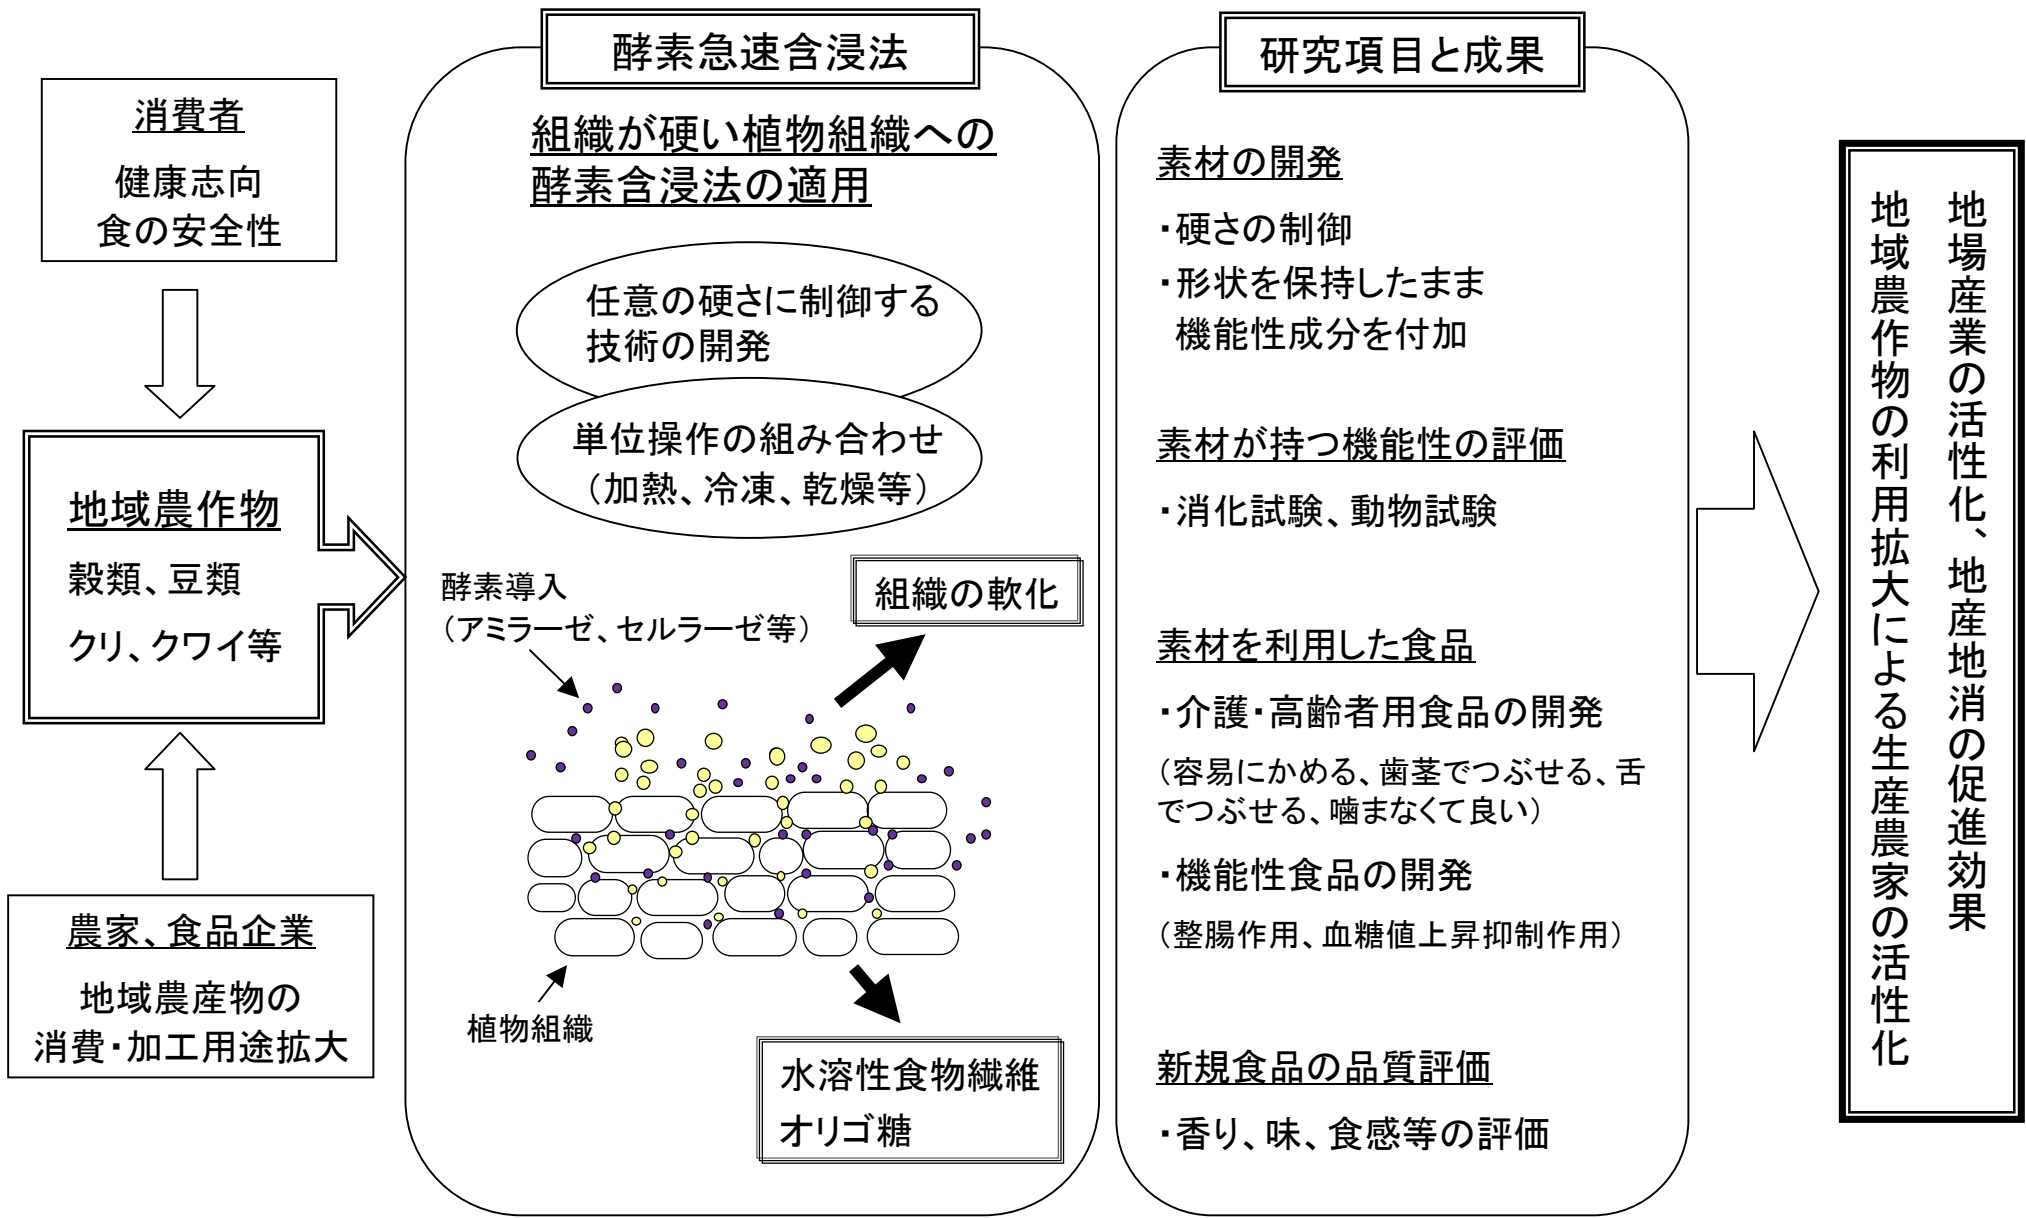 消費者
健康志向
食の安全性
地域農作物
穀類、豆類
クリ、クワイ等
農家、食品企業
地域農産物の
消費・加工用途拡大
酵素急速含浸法
組織が硬い植物組織への
酵素含浸法の適用
任意の硬さに制御する
技術の開発
単位操作の組み合わせ
（加熱、冷凍、乾燥等）
酵素導入
（アミラーゼ、セルラーゼ等）
組織の軟化
植物組織
水溶性食物繊維
オリゴ糖
研究項目と成果
素材の開発
・硬さの制御
・形状を保持したまま
機能性成分を付加
素材が持つ機能性の評価
・消化試験、動物試験
素材を利用した食品
・介護・高齢者用食品の開発
（容易にかめる、歯茎でつぶせる、舌
でつぶせる、噛まなくて良い）
・機能性食品の開発
（整腸作用、血糖値上昇抑制作用）
新規食品の品質評価
・香り、味、食感等の評価
地場産業の活性化、地産地消の促進効果
地域農作物の利用拡大による生産農家の活性化